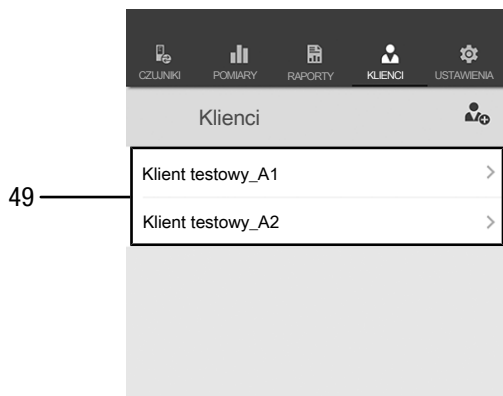 CZUJNIKI POMIARY RAPORTY KLIENCI USTAWIENIA
Klienci
Klient testowy_A1
49
Klient testowy_A2